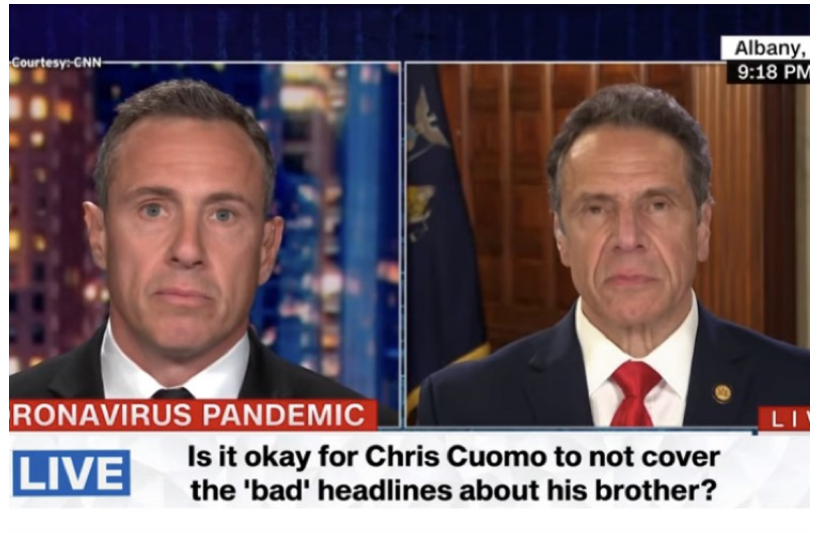 Courtesy: CNN
Albany,
9:18 PM
RONAVIRUS PANDEMIC
LIV
LIVE
Is it okay for Chris Cuomo to not cover
the 'bad' headlines about his brother?